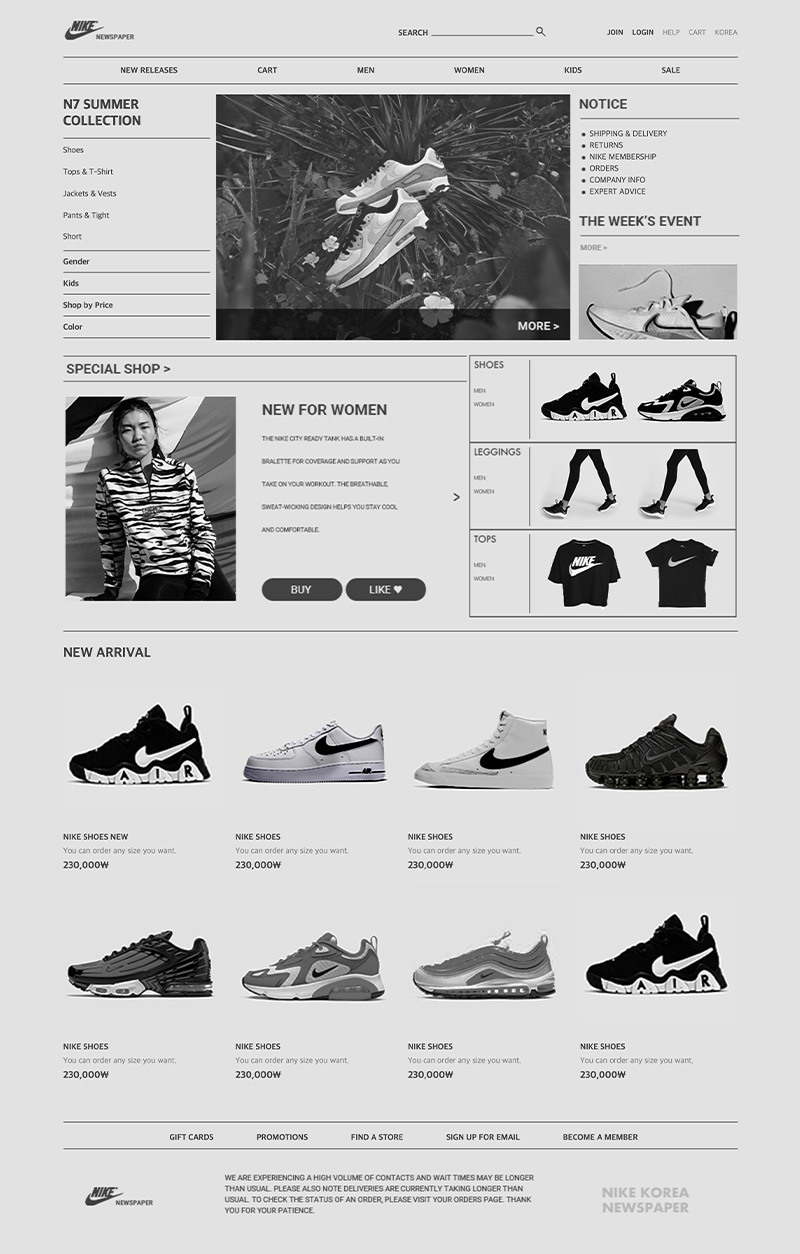 NIKE
NEWSPAPER
SEARCH
JOIN LOGIN HELP CART KOREA
NEW RELEASES CART MEN WOMEN KIDS SALE
N7 SUMMER
COLLECTION
Shoes
Tops & T-Shirt
Jackets & Vests
Pants & Tight
Short
Gender
Kids
Shop by Price
Color
MORE >
NOTICE
SHIPPING & DELIVERY
RETURNS
NIKE MEMBERSHIP
ORDERS
COMPANY INFO
EXPERT ADVICE
THE WEEK'S EVENT
MORE >
SPECIAL SHOP >
NEW FOR WOMEN
THE NIKE CITY READY TANK HAS A BUILT-IN
BRALETTE FOR COVERAGE AND SUPPORT AS YOU
TAKE ON YOUR WORKOUT. THE BREATHABLE,
SWEAT-WICKING DESIGN HELPS YOU STAY COOL
AND COMFORTABLE.
BUY LIKE ♥
>
SHOES
MEN
WOMEN
AIR
LEGGINGS
MEN
WOMEN
TOPS
MEN
WOMEN
NIKE
NEW ARRIVAL
AIR
AIR
NIKE SHOES NEW
You can order any size you want.
230,000₩
NIKE SHOES
You can order any size you want.
230,000₩
NIKE SHOES
You can order any size you want.
230,000₩
NIKE SHOES
You can order any size you want.
230,000₩
AIR
NIKE SHOES
You can order any size you want.
230,000₩
NIKE SHOES
You can order any size you want.
230,000₩
NIKE SHOES
You can order any size you want.
230,000₩
NIKE SHOES
You can order any size you want.
230,000₩
GIFT CARDS PROMOTIONS FIND A STORE SIGN UP FOR EMAIL BECOME A MEMBER
NIKE
NEWSPAPER
WE ARE EXPERIENCING A HIGH VOLUME OF CONTACTS AND WAIT TIMES MAY BE LONGER
THAN USUAL. PLEASE ALSO NOTE DELIVERIES ARE CURRENTLY TAKING LONGER THAN
USUAL. TO CHECK THE STATUS OF AN ORDER, PLEASE VISIT YOUR ORDERS PAGE. THANK
YOU FOR YOUR PATIENCE.
NIKE KOREA
NEWSPAPER